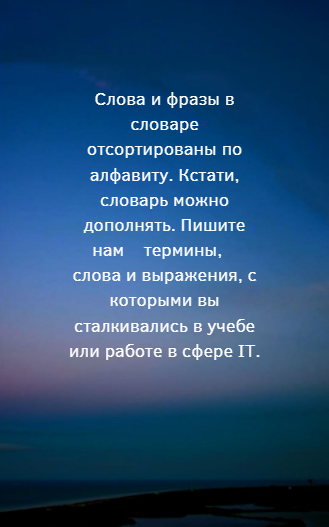 Слова и фразы в
словаре
отсортированы по
алфавиту. Кстати,
словарь можно
дополнять. Пишите
нам термины,
слова и выражения, с
которыми вы
сталкивались в учебе
или работе в сфере IT.